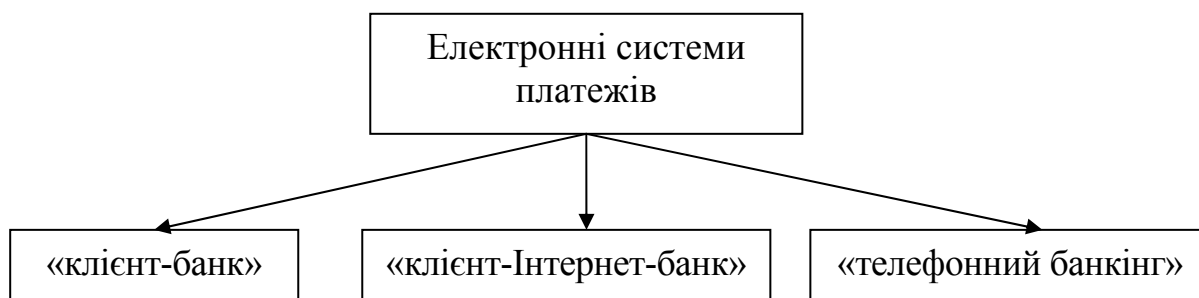 Електронні системи
платежів
«клієнт-банк»
«клієнт-Інтернет-банк»
«телефонний банкінг»